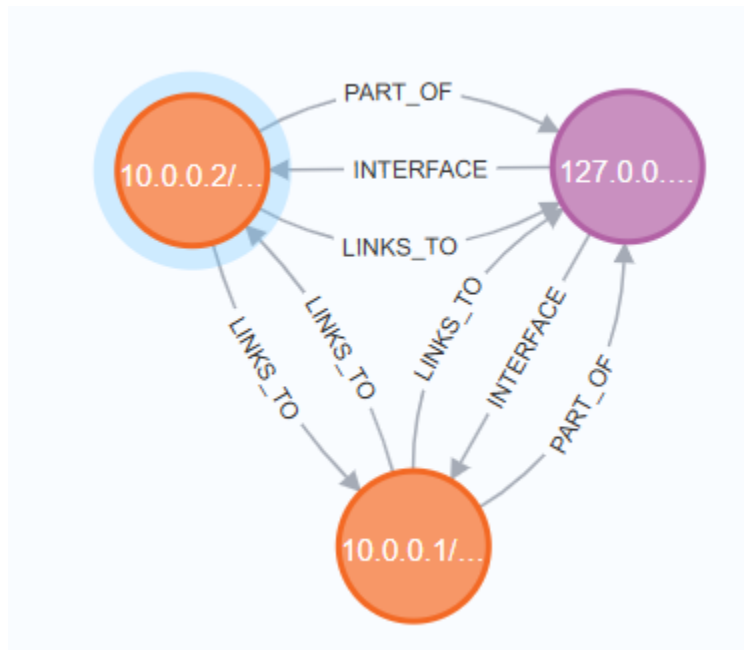 PART_OF
10.0.0.2/...
INTERFACE
127.0.0....
LINKS_TO
LINKS_TO
LINKS_TO
LINKS_TO
INTERFACE
PART_OF
10.0.0.1/...